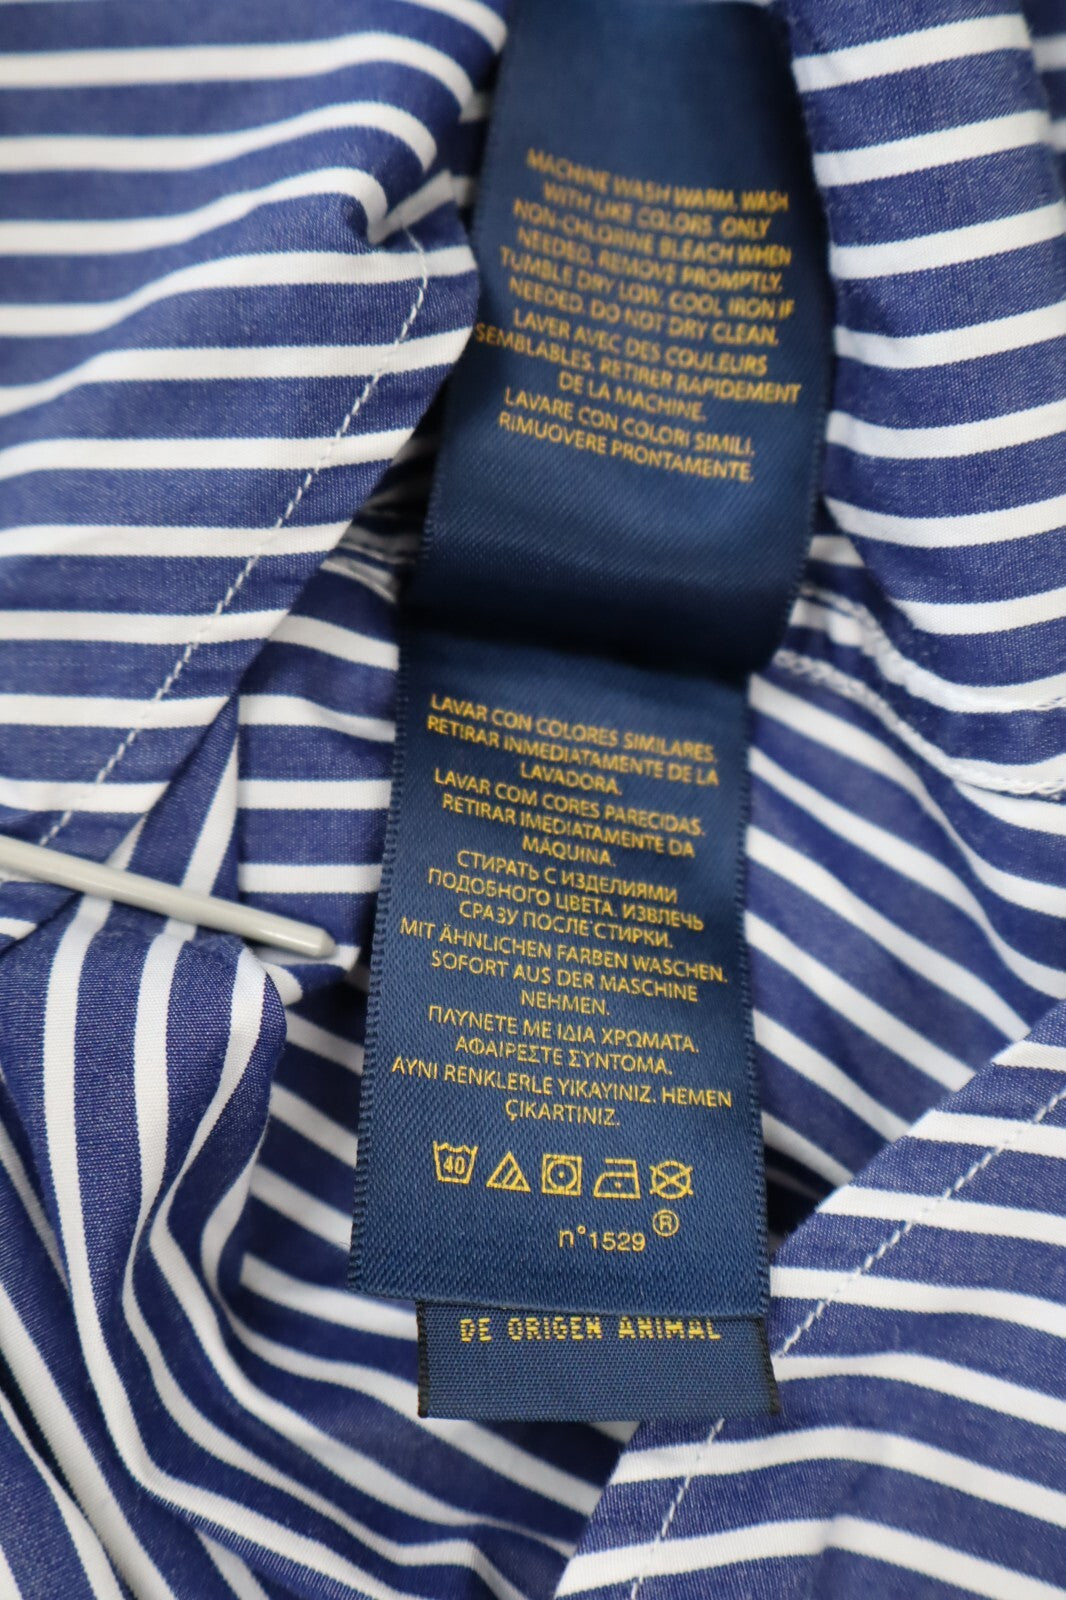 MACHINE WASH WARM. WASH
WITH LIKE COLORS. ONLY
NON-CHLORINE BLEACH WHEN
NEEDED. REMOVE PROMPTLY.
TUMBLE DRY LOW. COOL IRON IF
NEEDED. DO NOT DRY CLEAN.
LAVER AVEC DES COULEURS
SEMBLABLES. RETIRER RAPIDEMENT
DE LA MACHINE.
LAVARE CON COLORI SIMILI.
RIMUOVERE PRONTAMENTE.
LAVAR CON COLORES SIMILARES.
RETIRAR INMEDIATAMENTE DE LA
LAVADORA.
LAVAR COM CORES PARECIDAS.
RETIRAR IMEDIATAMENTE DA
MÁQUINA.
СТИРАТЬ С ИЗДЕЛИЯМИ
ПОДОБНОГО ЦВЕТА. ИЗВЛЕЧЬ
СРАЗУ ПОСЛЕ СТИРКИ.
MIT ÄHNLICHEN FARBEN WASCHEN.
SOFORT AUS DER MASCHINE
NEHMEN.
ΠΛΥΝΕΤΕ ΜΕ ΙΔΙΑ ΧΡΩΜΑΤΑ.
ΑΦΑΙΡΕΣΤΕ ΣΥΝΤΟΜΑ.
AYNI RENKLERLE YIKAYINIZ. HEMEN
ÇIKARTINIZ.
40
n°1529 ®
DE ORIGEN ANIMAL